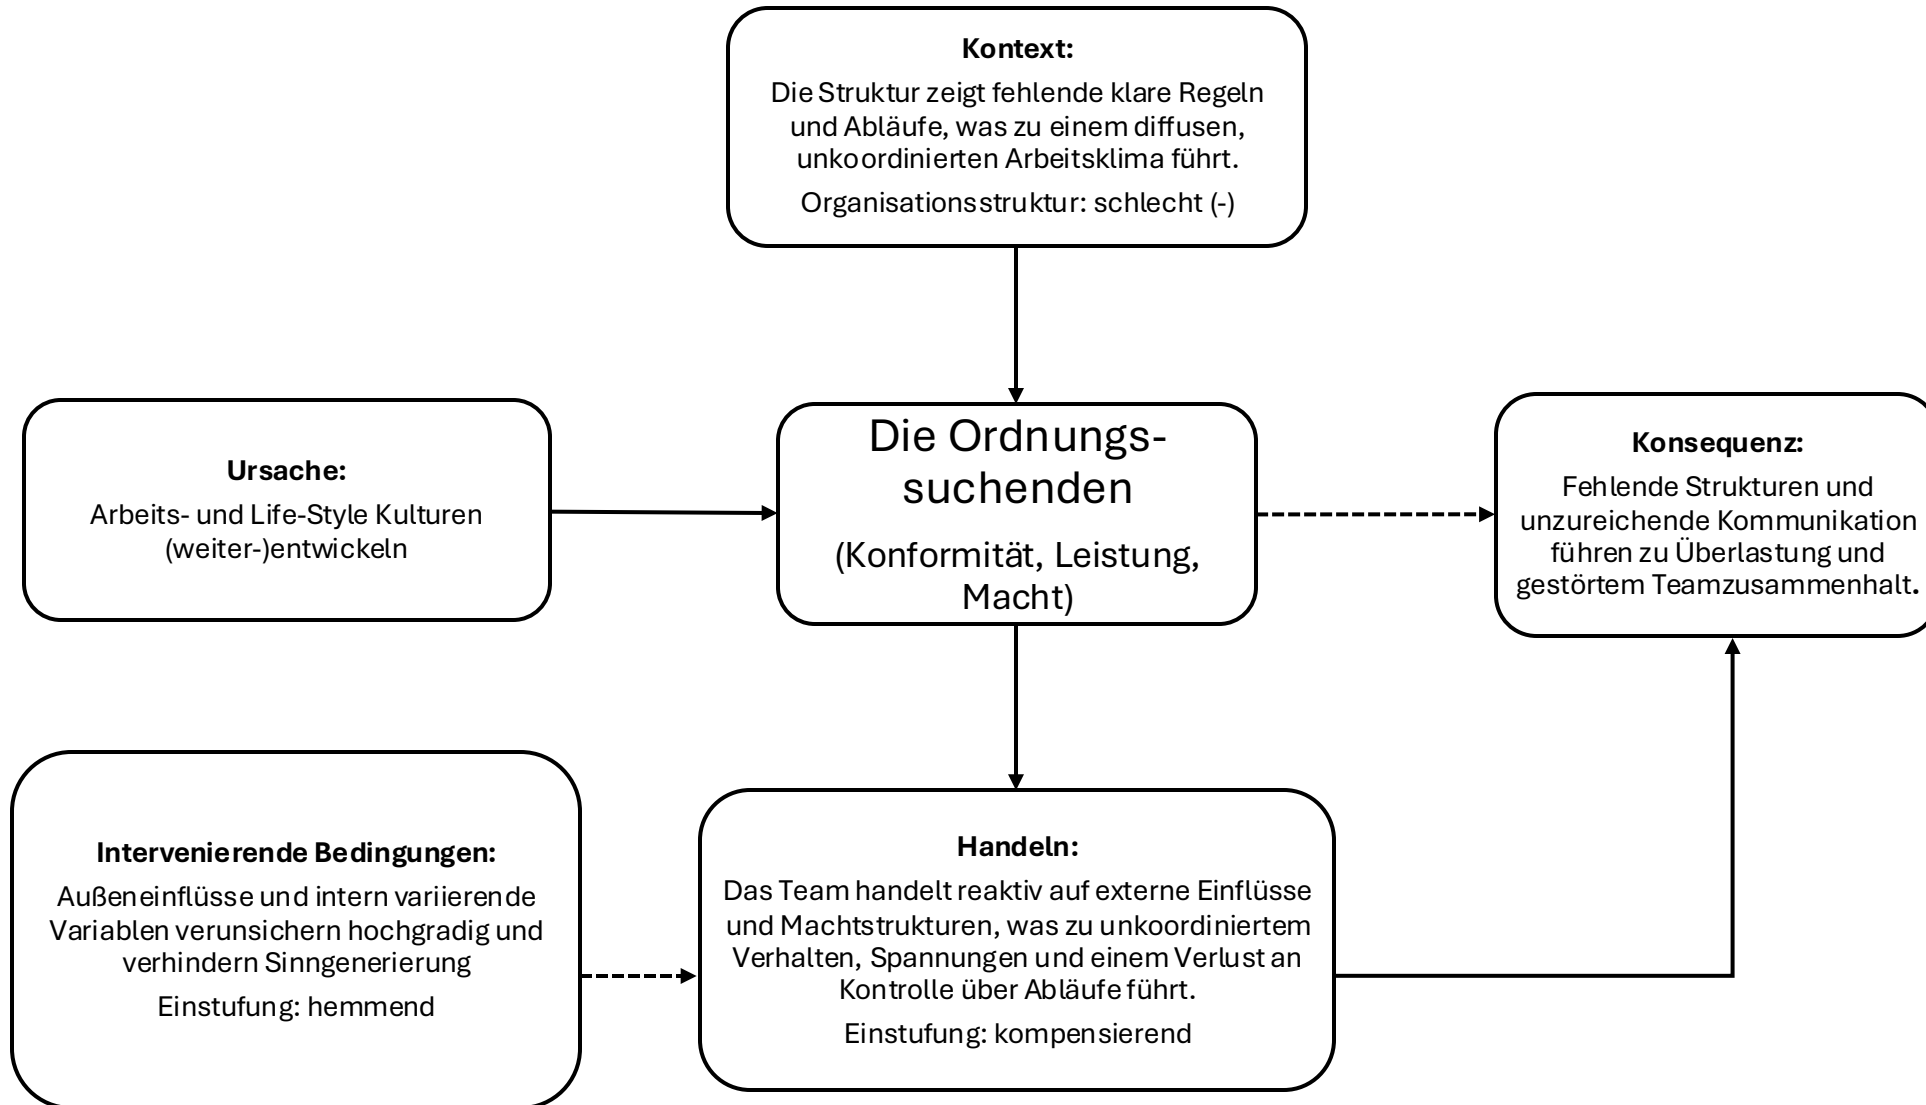 Kontext:
Die Struktur zeigt fehlende klare Regeln
und Abläufe, was zu einem diffusen,
unkoordinierten Arbeitsklima führt.
Organisationsstruktur: schlecht (-)
Ursache:
Arbeits- und Life-Style Kulturen
(weiter-)entwickeln
Die Ordnungs-
suchenden
(Konformität, Leistung,
Macht)
Konsequenz:
Fehlende Strukturen und
unzureichende Kommunikation
führen zu Überlastung und
gestörtem Teamzusammenhalt.
Intervenierende Bedingungen:
Außeneinflüsse und intern variierende
Variablen verunsichern hochgradig und
verhindern Sinngenerierung
Einstufung: hemmend
Handeln:
Das Team handelt reaktiv auf externe Einflüsse
und Machtstrukturen, was zu unkoordiniertem
Verhalten, Spannungen und einem Verlust an
Kontrolle über Abläufe führt.
Einstufung: kompensierend